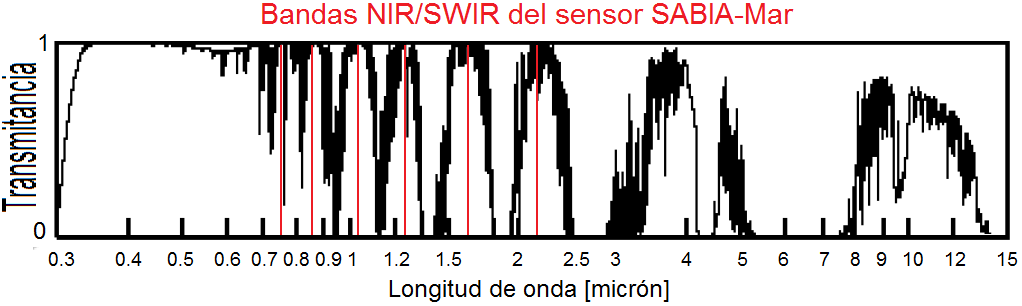 Bandas NIR/SWIR del sensor SABIA-Mar
Transmitancia
1
0
0.3 0.4 0.5 0.6 0.7 0.8 0.9 1 1.2 1.5 2 2.5 3 4 5 6 7 8 9 10 12 15
Longitud de onda [micrón]